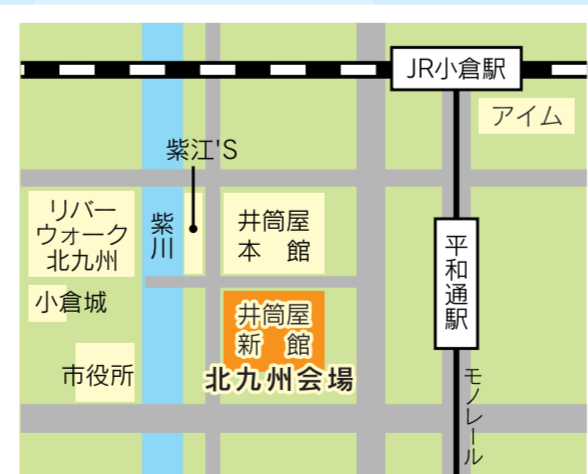 JR小倉駅
アイム
紫江'S
リバー
ウォーク
北九州
紫川
井筒屋
本 館
平和通駅
小倉城
井筒屋
新 館
北九州会場
市役所
モノレール